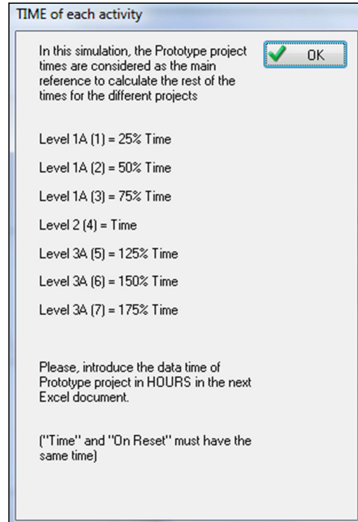 TIME of each activity
In this simulation, the Prototype project
times are considered as the main
reference to calculate the rest of the
times for the different projects
OK
Level 1A (1) = 25% Time
Level 1A (2) = 50% Time
Level 1A (3) = 75% Time
Level 2 (4) = Time
Level 3A (5) = 125% Time
Level 3A (6) = 150% Time
Level 3A (7) = 175% Time
Please, introduce the data time of
Prototype project in HOURS in the next
Excel document.
("Time" and "On Reset" must have the
same time)